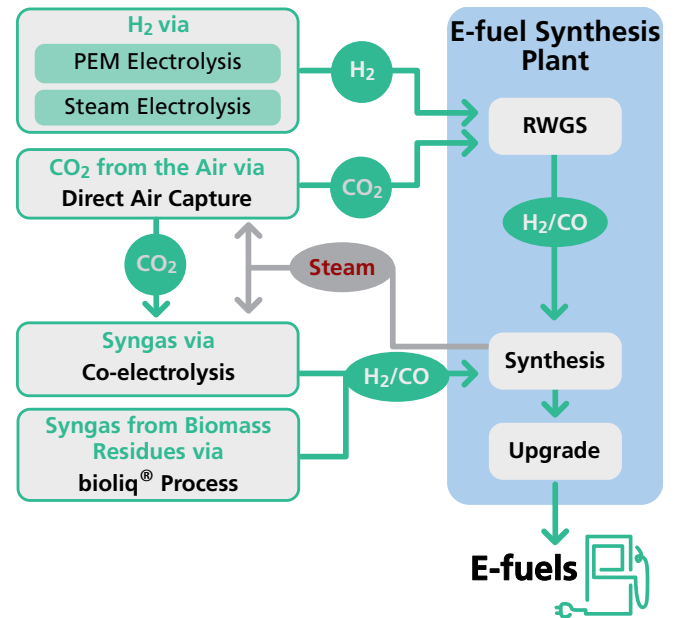 H₂ via
PEM Electrolysis
Steam Electrolysis
H₂
E-fuel Synthesis
Plant
RWGS
CO₂ from the Air via
Direct Air Capture
CO₂
CO₂
H₂/CO
Steam
Syngas via
Co-electrolysis
H₂/CO
Synthesis
Syngas from Biomass
Residues via
bioliq® Process
Upgrade
E-fuels